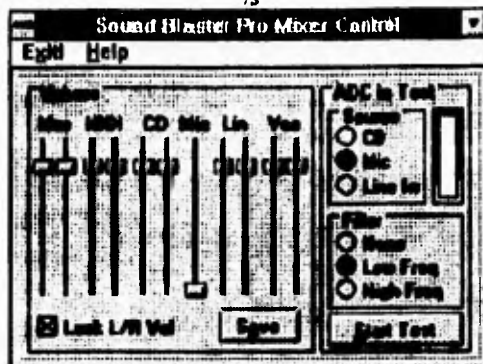 Sound Blaster Pro Mixer Control
Exit Help
Volume
ADC In Test
Mas MIDI CD Mic Lin Voc
Source
CD
Mic
Line In
Filter
None
Low Freq
High Freq
Lock L/R Vol
Save
Start Test